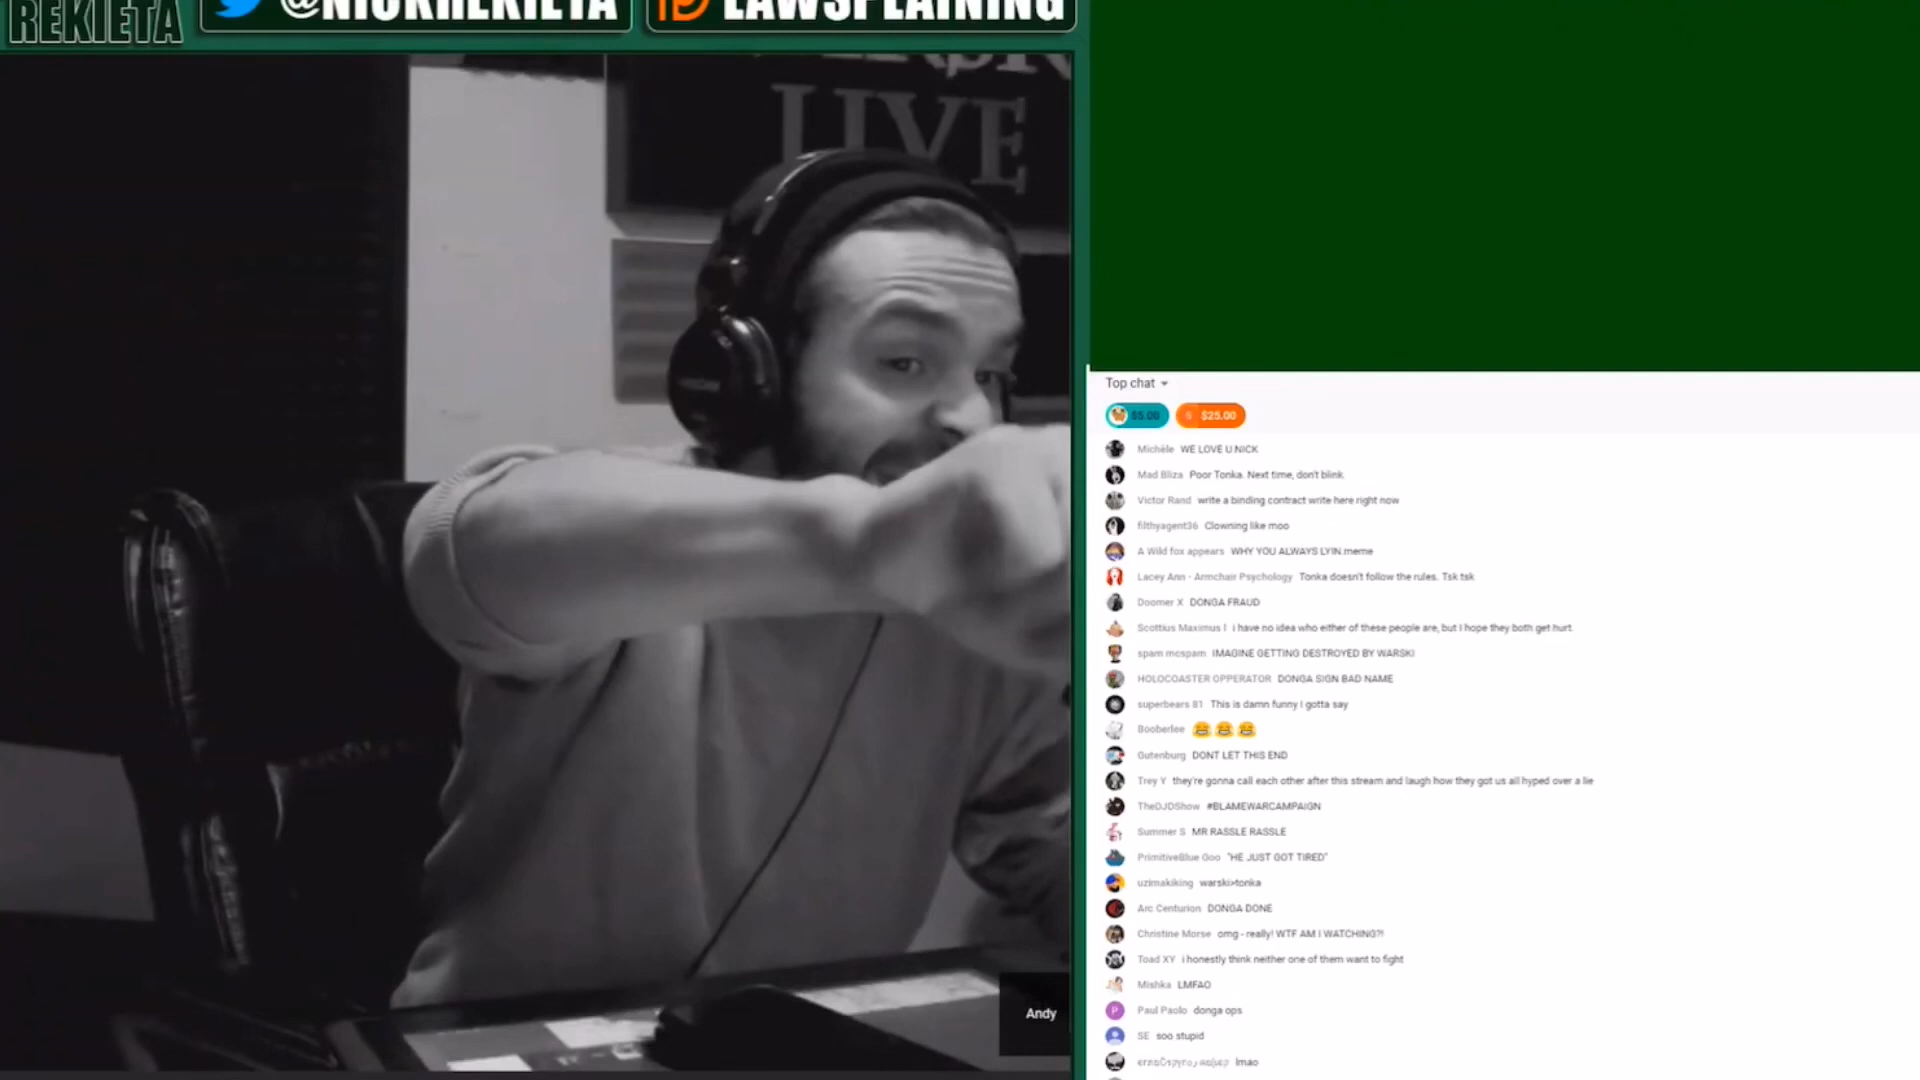 REKIETA
@NICKREKIETA
LAWSPLAINING
LIVE
Andy
Top chat
$5.00
$25.00
Michèle WE LOVE U NICK
Mad Bliza Poor Tonka. Next time, don't blink.
Victor Rand write a binding contract write here right now
filthyagent36 Clowning like moo
A Wild fox appears WHY YOU ALWAYS LYIN.meme
Lacey Ann - Armchair Psychology Tonka doesn't follow the rules. Tsk tsk
Doomer X DONGA FRAUD
Scottius Maximus I i have no idea who either of these people are, but I hope they both get hurt.
spam mcspam IMAGINE GETTING DESTROYED BY WARSKI
HOLOCOASTER OPPERATOR DONGA SIGN BAD NAME
superbears 81 This is damn funny I gotta say
Booberlee
Gutenburg DONT LET THIS END
Trey Y they're gonna call each other after this stream and laugh how they got us all hyped over a lie
TheDJDShow #BLAMEWARCAMPAIGN
Summer S MR RASSLE RASSLE
PrimitiveBlue Goo "HE JUST GOT TIRED"
uzimakiking warski>tonka
Arc Centurion DONGA DONE
Christine Morse omg - really! WTF AM I WATCHING?!
Toad XY i honestly think neither one of them want to fight
Mishka LMFAO
Paul Paolo donga ops
SE soo stupid
lmao